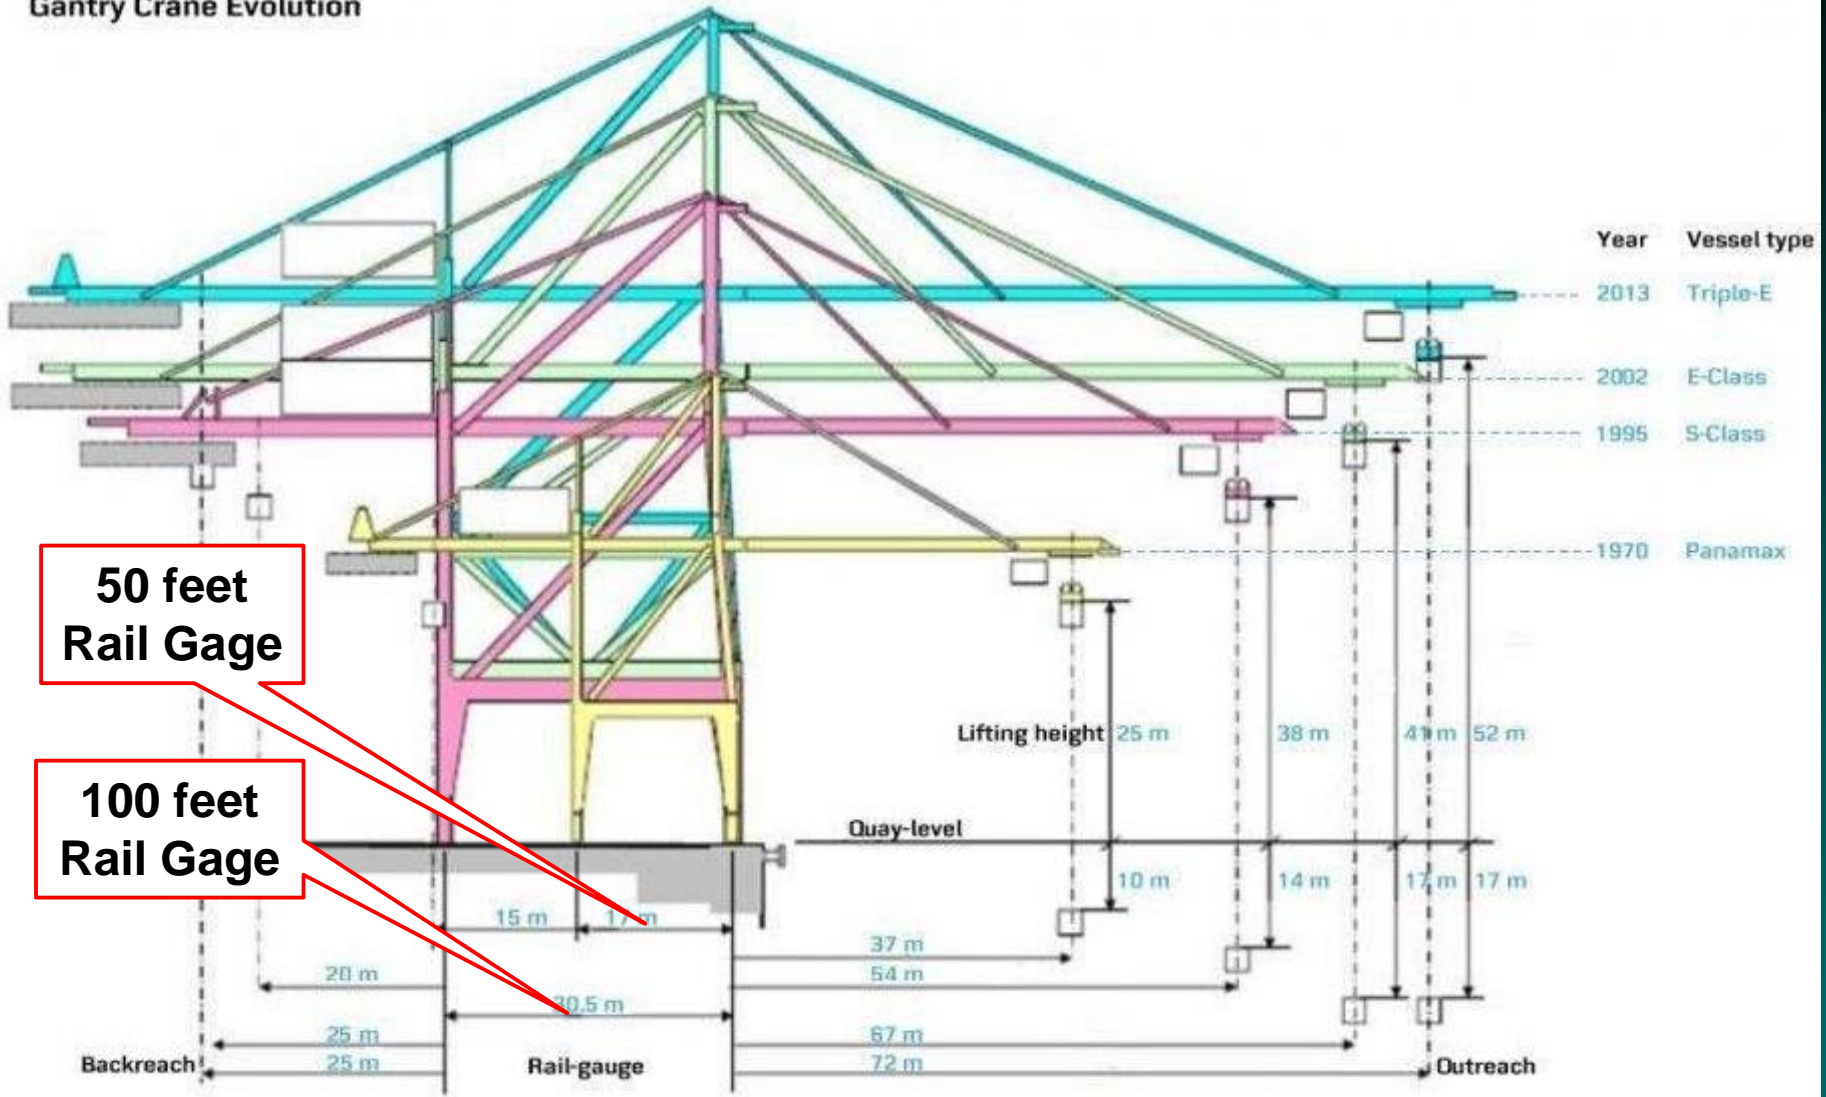 Gantry Crane Evolution
Year Vessel type
2013 Triple-E
2002 E-Class
1995 S-Class
1970 Panamax
50 feet
Rail Gage
100 feet
Rail Gage
Lifting height 25 m 38 m 41 m 52 m
Quay-level
10 m 14 m 17 m 17 m
15 m 17 m
37 m
20 m 54 m
30,5 m
25 m 67 m
Backreach 25 m Rail-gauge 72 m Outreach